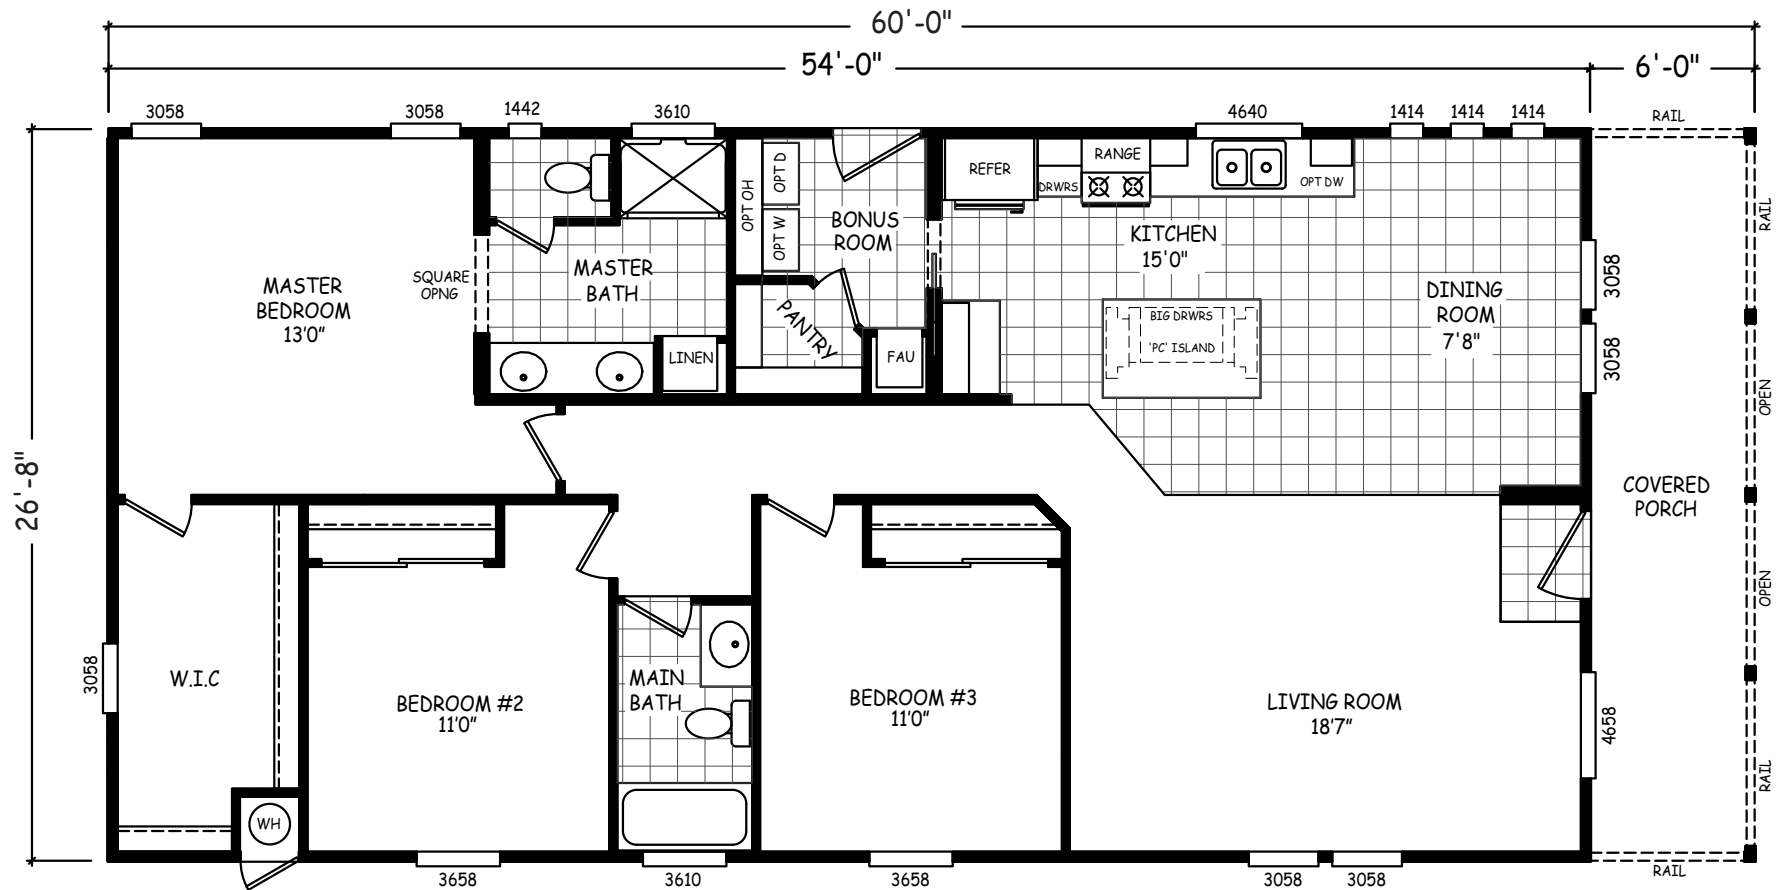 60'-0"
54'-0"
6'-0"
3058
3058
1442
3610
4640
1414
1414
1414
RAIL
26'-8"
MASTER
BEDROOM
13'0"
SQUARE
OPNG
MASTER
BATH
LINEN
OPT OH
OPT D
OPT W
BONUS
ROOM
PANTRY
FAU
REFER
DRWRS
RANGE
OPT DW
KITCHEN
15'0"
BIG DRWRS
'PC' ISLAND
DINING
ROOM
7'8"
3058
3058
RAIL
OPEN
COVERED
PORCH
OPEN
RAIL
3058
W.I.C
WH
BEDROOM #2
11'0"
MAIN
BATH
BEDROOM #3
11'0"
LIVING ROOM
18'7"
4658
3658
3610
3658
3058
3058
RAIL